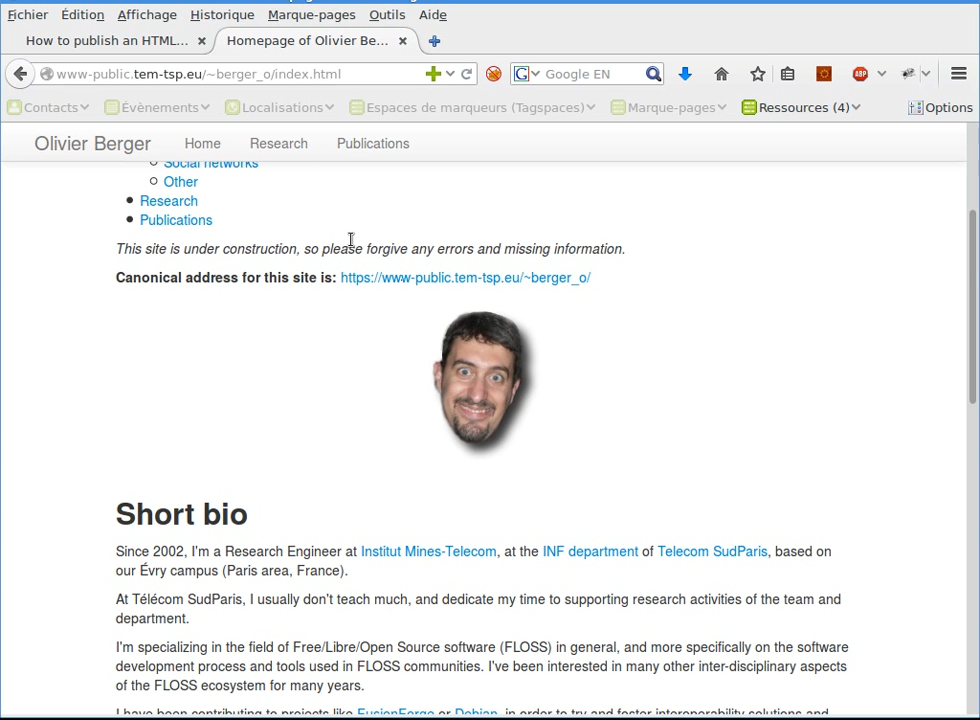 Fichier Édition Affichage Historique Marque-pages Outils Aide
How to publish an HTML... Homepage of Olivier Be...
www-public.tem-tsp.eu/~berger_o/index.html Google EN ABP
Contacts Évènements Localisations Espaces de marqueurs (Tagspaces) Marque-pages Ressources (4) Options
Olivier Berger Home Research Publications
Social networks
Other
Research
Publications
This site is under construction, so please forgive any errors and missing information.
Canonical address for this site is: https://www-public.tem-tsp.eu/~berger_o/
Short bio
Since 2002, I'm a Research Engineer at Institut Mines-Telecom, at the INF department of Telecom SudParis, based on
our Évry campus (Paris area, France).
At Télécom SudParis, I usually don't teach much, and dedicate my time to supporting research activities of the team and
department.
I'm specializing in the field of Free/Libre/Open Source software (FLOSS) in general, and more specifically on the software
development process and tools used in FLOSS communities. I've been interested in many other inter-disciplinary aspects
of the FLOSS ecosystem for many years.
I have been contributing to projects like FusionForge or Debian, in order to try and foster interoperability solutions and